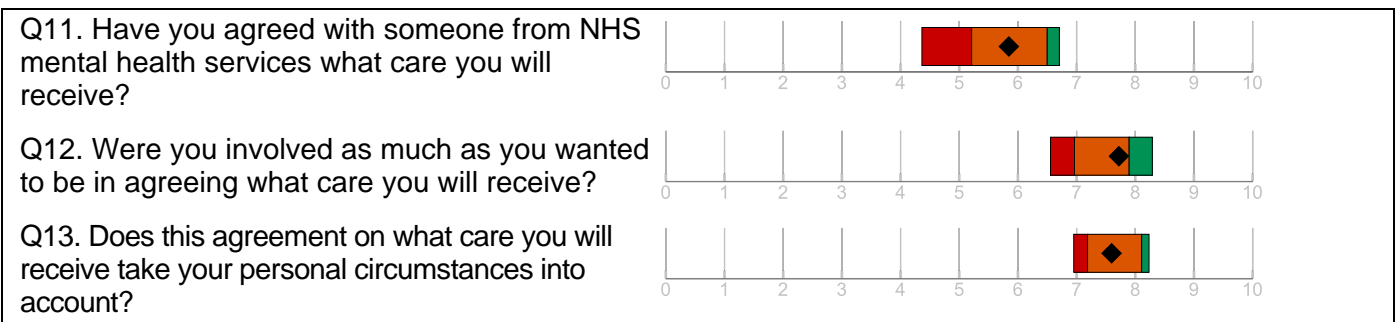 Q11. Have you agreed with someone from NHS
mental health services what care you will
receive?
0 1 2 3 4 5 6 7 8 9 10
Q12. Were you involved as much as you wanted
to be in agreeing what care you will receive?
0 1 2 3 4 5 6 7 8 9 10
Q13. Does this agreement on what care you will
receive take your personal circumstances into
account?
0 1 2 3 4 5 6 7 8 9 10